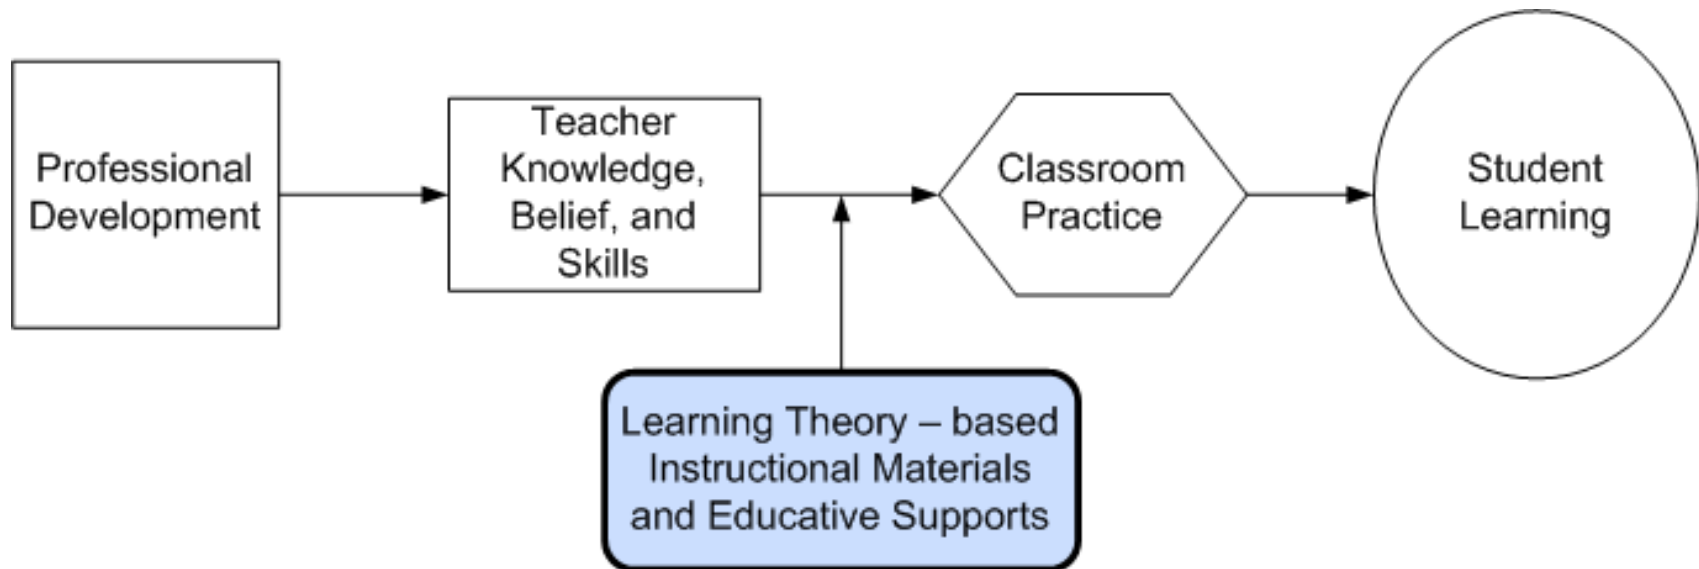 Professional
Development
Teacher
Knowledge,
Belief, and
Skills
Classroom
Practice
Student
Learning
Learning Theory – based
Instructional Materials
and Educative Supports